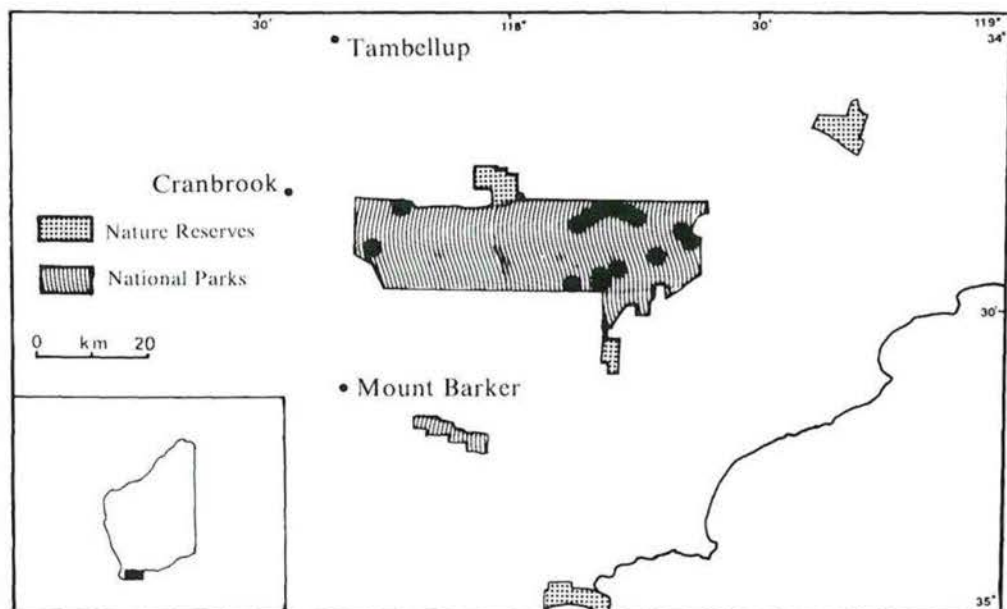 30' 118° 30' 119°
34°
Tambellup
Cranbrook
Nature Reserves
National Parks
0 km 20
30'
Mount Barker
35°